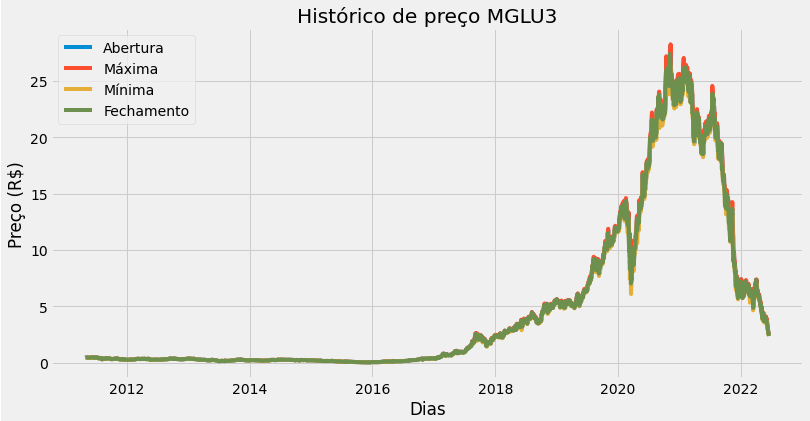 Histórico de preço MGLU3
Abertura
Máxima
Mínima
Fechamento
Preço (R$)
25
20
15
10
5
0
2012 2014 2016 2018 2020 2022
Dias